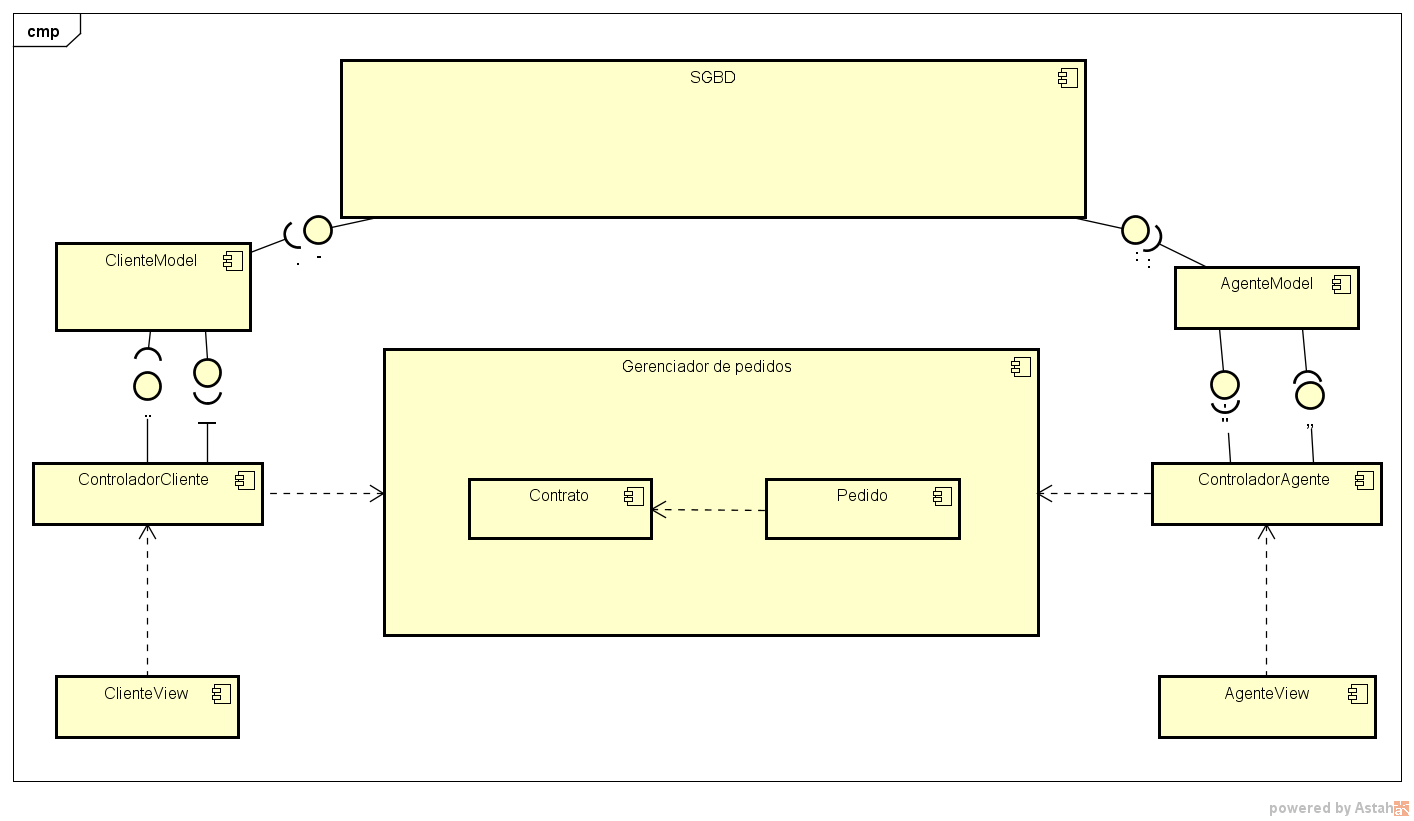 cmp
SGBD
ClienteModel
AgenteModel
Gerenciador de pedidos
ControladorCliente
Contrato
Pedido
ControladorAgente
ClienteView
AgenteView
powered by Astah